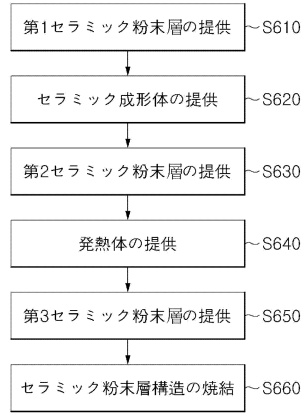 第1セラミック粉末層の提供 S610
セラミック成形体の提供 S620
第2セラミック粉末層の提供 S630
発熱体の提供 S640
第3セラミック粉末層の提供 S650
セラミック粉末層構造の焼結 S660